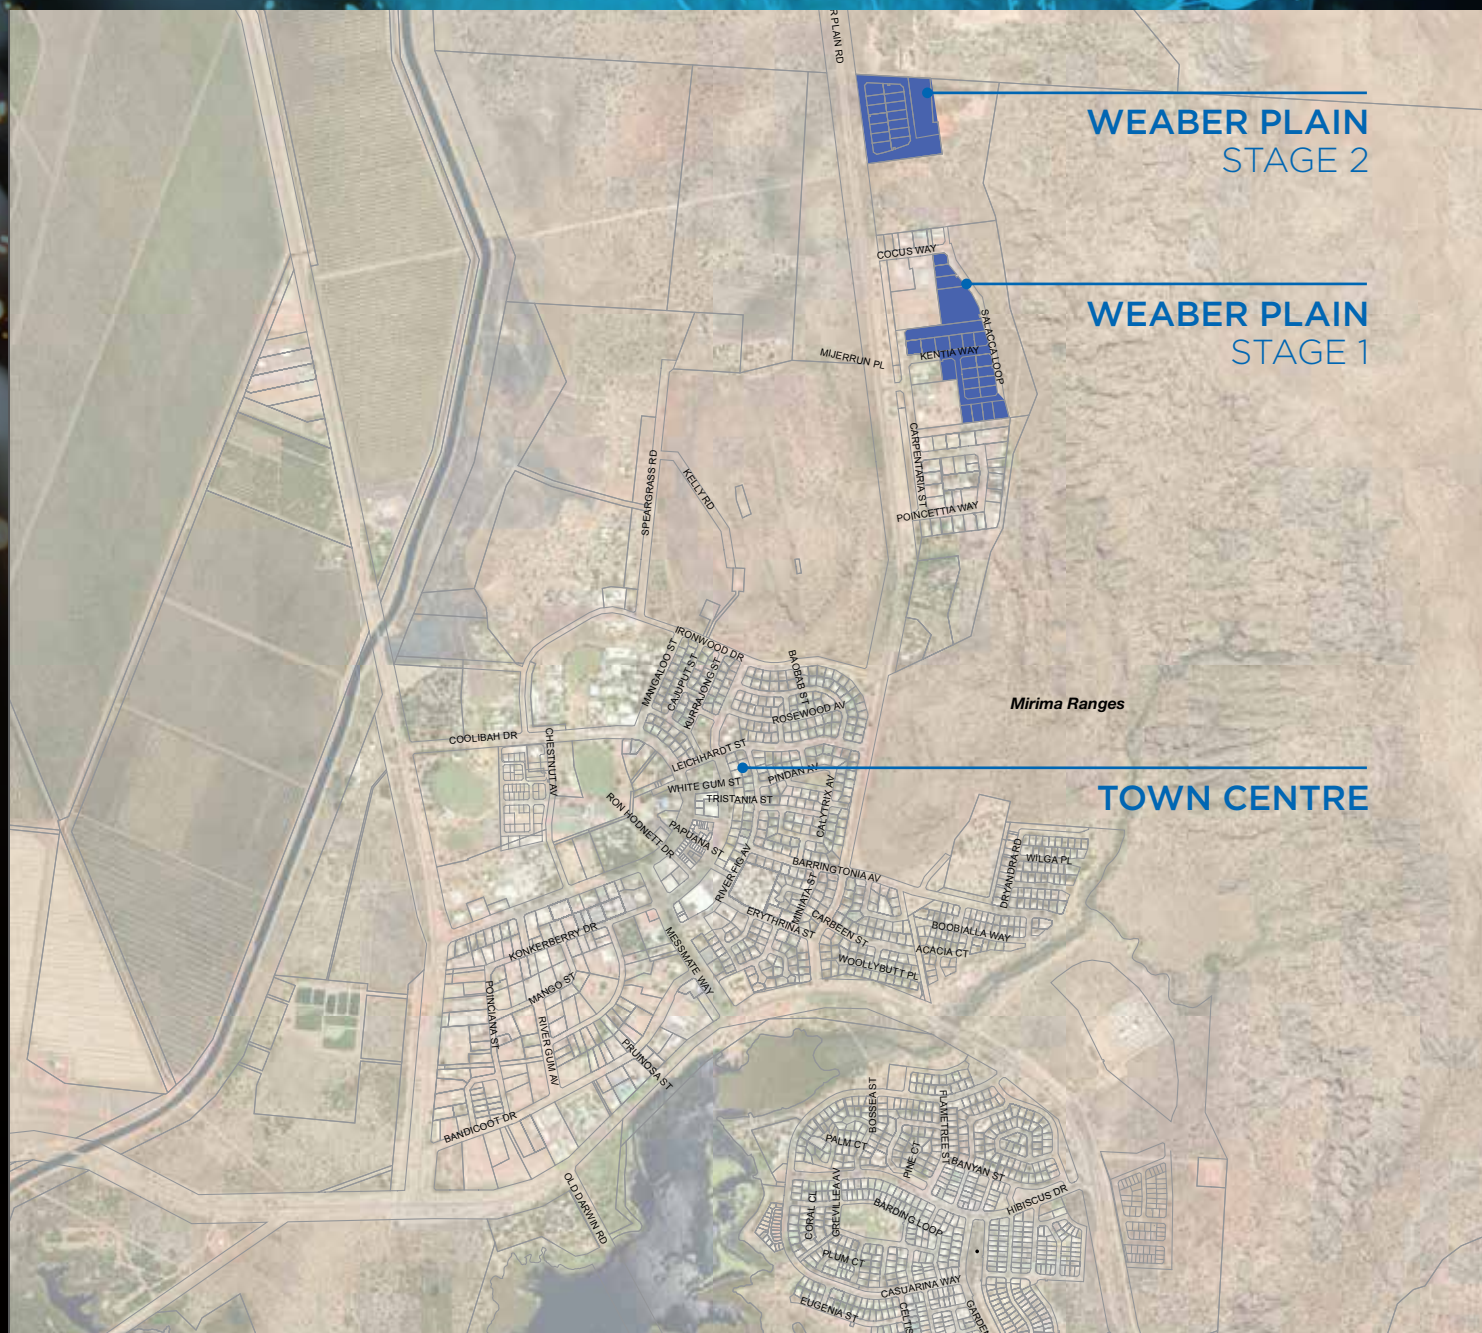 R PLAIN RD
WEABER PLAIN
STAGE 2
COCUS WAY
WEABER PLAIN
STAGE 1
SALACCA LOOP
KENTIA WAY
MIJERRUN PL
CARPENTARIA ST
POINCETTIA WAY
SPEARGRASS RD
KELLY RD
IRONWOOD DR
MANGALOO ST
CAJUPUT ST
KURRAJONG ST
BAOBAB ST
ROSEWOOD AV
Mirima Ranges
COOLIBAH DR
CHESTNUT AV
LEICHHARDT ST
WHITE GUM ST
PINDAN AV
TRISTANIA ST
TOWN CENTRE
CALYTRIX AV
RON HODNETT DR
PAPUANA ST
RIVER FIG AV
BARRINGTONIA AV
DRYANDRA RD
WILGA PL
MINIATA ST
ERYTHRINA ST
CARBEEN ST
BOOBIALLA WAY
ACACIA CT
WOOLLYBUTT PL
KONKERBERRY DR
MESSMATE WAY
MANGO ST
POINCIANA ST
RIVER GUM AV
PRUINOSA ST
BANDICOOT DR
OLD DARWIN RD
BOSSEA ST
FLAMETREE ST
PALM CT
PINE CT
BANYAN ST
HIBISCUS DR
CORAL CL
GREVILLEA AV
BARDING LOOP
PLUM CT
CASUARINA WAY
EUGENIA ST
CELTIS
GARDEN